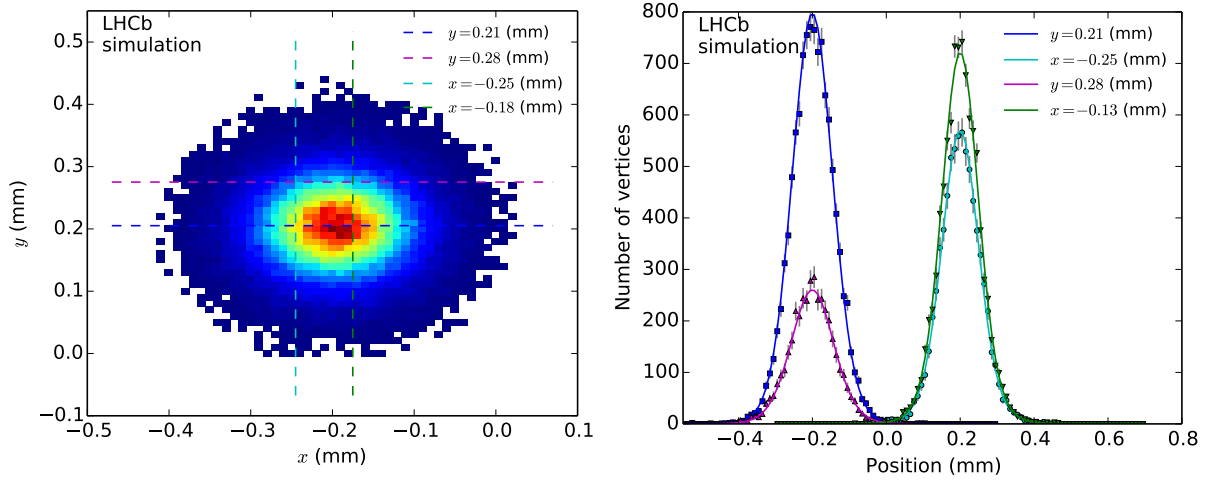 LHCb
simulation
y=0.21 (mm)
y=0.28 (mm)
x=−0.25 (mm)
x=−0.18 (mm)
0.5
0.4
0.3
0.2
0.1
0.0
−0.1
y (mm)
−0.5 −0.4 −0.3 −0.2 −0.1 0.0 0.1
x (mm)
LHCb
simulation
y=0.21 (mm)
x=−0.25 (mm)
y=0.28 (mm)
x=−0.13 (mm)
800
700
600
500
400
300
200
100
0
Number of vertices
−0.4 −0.2 0.0 0.2 0.4 0.6 0.8
Position (mm)